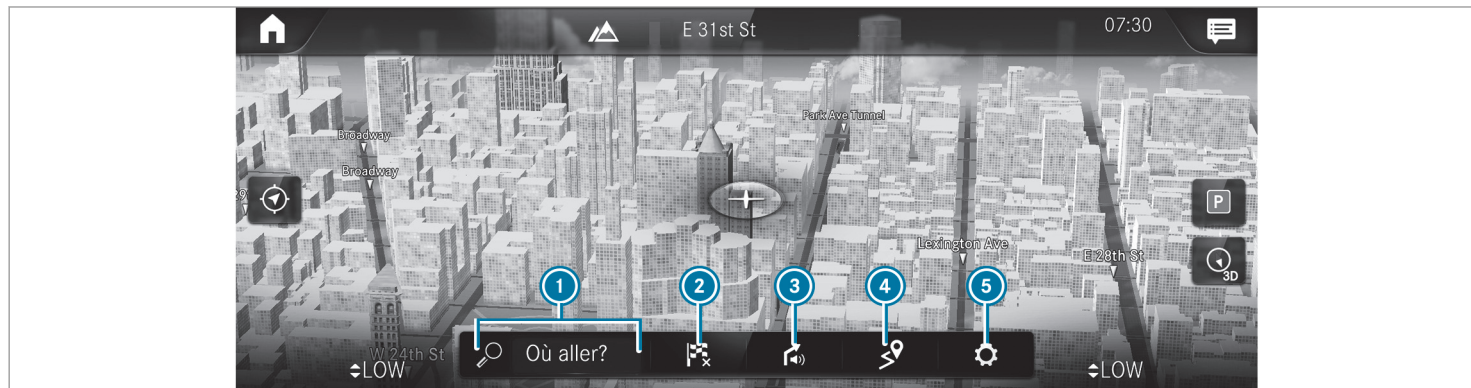 E 31st St
07:30
Park Ave Tunnel
Broadway
Broadway
P
Lexington Ave
E 28th St
3D
1
2
3
4
5
W 24th St
Où aller?
LOW
LOW